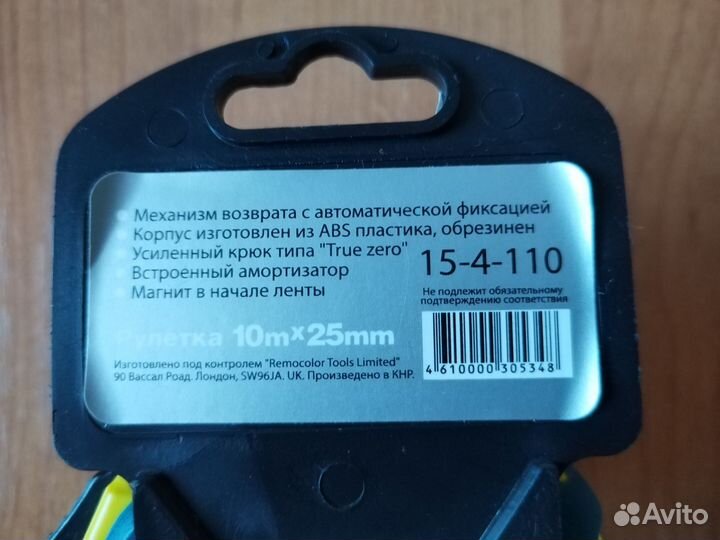 Механизм возврата с автоматической фиксацией
Корпус изготовлен из ABS пластика, обрезинен
Усиленный крюк типа "True zero"
Встроенный амортизатор
Магнит в начале ленты
15-4-110
Не подлежит обязательному
подтверждению соответствия
Рулетка 10mx25mm
Изготовлено под контролем "Remocolor Tools Limited"
90 Вассал Роад. Лондон, SW96JA. UK. Произведено в КНР.
4 610000 305348
Avito